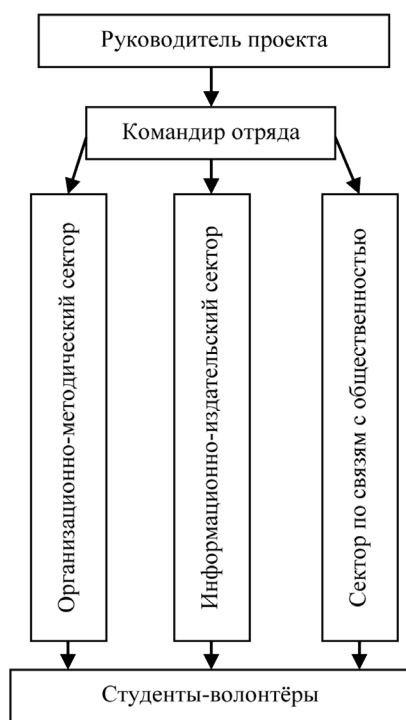 Руководитель проекта
Командир отряда
Организационно-методический сектор
Информационно-издательский сектор
Сектор по связям с общественностью
Студенты-волонтёры